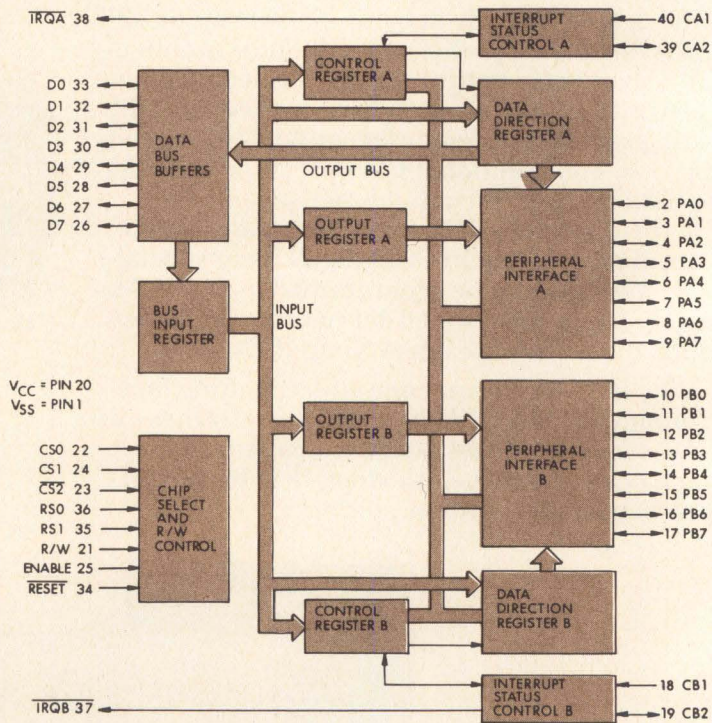 IRQA 38
INTERRUPT
STATUS
CONTROL A
40 CA1
39 CA2
CONTROL
REGISTER A
D0 33
D1 32
D2 31
D3 30
D4 29
D5 28
D6 27
D7 26
DATA
BUS
BUFFERS
DATA
DIRECTION
REGISTER A
OUTPUT BUS
OUTPUT
REGISTER A
PERIPHERAL
INTERFACE
A
2 PA0
3 PA1
4 PA2
5 PA3
6 PA4
7 PA5
8 PA6
9 PA7
BUS
INPUT
REGISTER
INPUT
BUS
VCC = PIN 20
VSS = PIN 1
OUTPUT
REGISTER B
PERIPHERAL
INTERFACE
B
10 PB0
11 PB1
12 PB2
13 PB3
14 PB4
15 PB5
16 PB6
17 PB7
CS0 22
CS1 24
CS2 23
RS0 36
RS1 35
R/W 21
ENABLE 25
RESET 34
CHIP
SELECT
AND
R/W
CONTROL
CONTROL
REGISTER B
DATA
DIRECTION
REGISTER B
IRQB 37
INTERRUPT
STATUS
CONTROL B
18 CB1
19 CB2